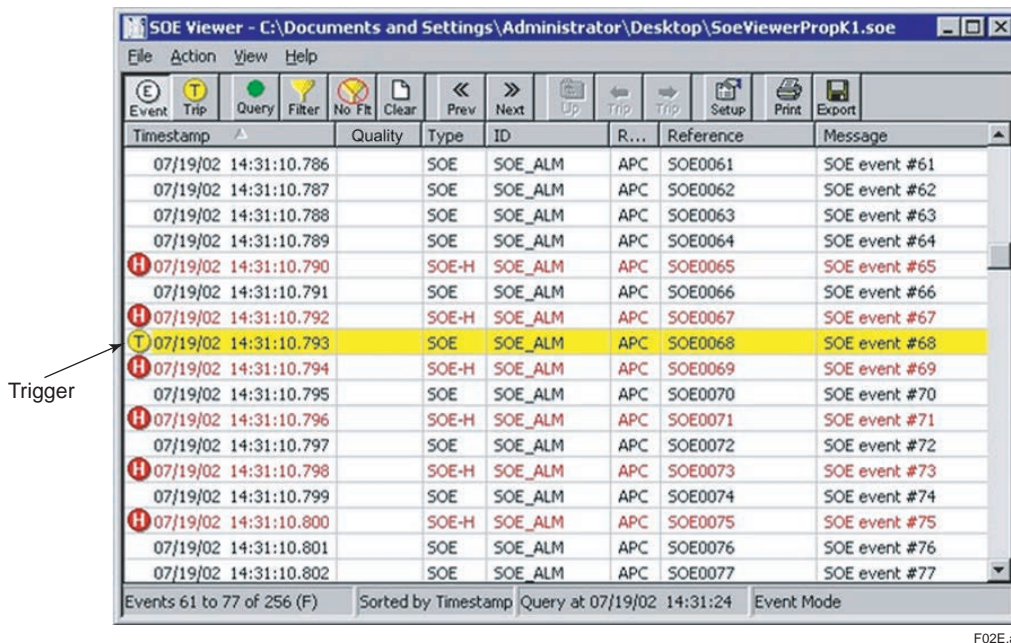 SOE Viewer - C:\Documents and Settings\Administrator\Desktop\SoeViewerPropK1.soe
File Action View Help
E T
Event Trip Query Filter No Flt Clear Prev Next Up Trip Trip Setup Print Export
Timestamp Quality Type ID R... Reference Message
07/19/02 14:31:10.786 SOE SOE_ALM APC SOE0061 SOE event #61
07/19/02 14:31:10.787 SOE SOE_ALM APC SOE0062 SOE event #62
07/19/02 14:31:10.788 SOE SOE_ALM APC SOE0063 SOE event #63
07/19/02 14:31:10.789 SOE SOE_ALM APC SOE0064 SOE event #64
H 07/19/02 14:31:10.790 SOE-H SOE_ALM APC SOE0065 SOE event #65
07/19/02 14:31:10.791 SOE SOE_ALM APC SOE0066 SOE event #66
H 07/19/02 14:31:10.792 SOE-H SOE_ALM APC SOE0067 SOE event #67
T 07/19/02 14:31:10.793 SOE SOE_ALM APC SOE0068 SOE event #68
H 07/19/02 14:31:10.794 SOE-H SOE_ALM APC SOE0069 SOE event #69
07/19/02 14:31:10.795 SOE SOE_ALM APC SOE0070 SOE event #70
H 07/19/02 14:31:10.796 SOE-H SOE_ALM APC SOE0071 SOE event #71
07/19/02 14:31:10.797 SOE SOE_ALM APC SOE0072 SOE event #72
H 07/19/02 14:31:10.798 SOE-H SOE_ALM APC SOE0073 SOE event #73
07/19/02 14:31:10.799 SOE SOE_ALM APC SOE0074 SOE event #74
H 07/19/02 14:31:10.800 SOE-H SOE_ALM APC SOE0075 SOE event #75
07/19/02 14:31:10.801 SOE SOE_ALM APC SOE0076 SOE event #76
07/19/02 14:31:10.802 SOE SOE_ALM APC SOE0077 SOE event #77
Trigger
Events 61 to 77 of 256 (F) Sorted by Timestamp Query at 07/19/02 14:31:24 Event Mode